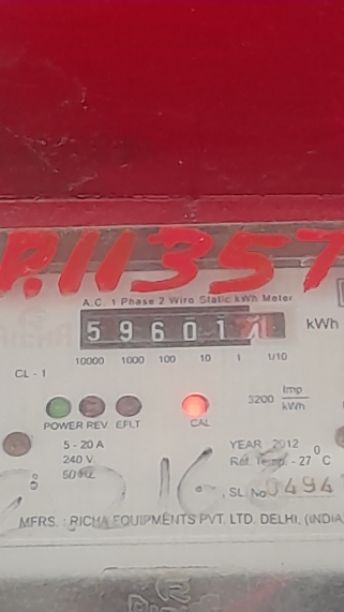 P.11357
A.C. 1 Phase 2 Wire Static kWh Meter
59601 kWh
10000 1000 100 10 1 1/10
CL - 1
3200 Imp/kWh
POWER REV. EFLT CAL
5 - 20 A YEAR 2012
240 V Ref. Temp. - 27 °C
50 Hz
SL. No 0494
MFRS. : RICHA EQUIPMENTS PVT. LTD. DELHI. (INDIA)